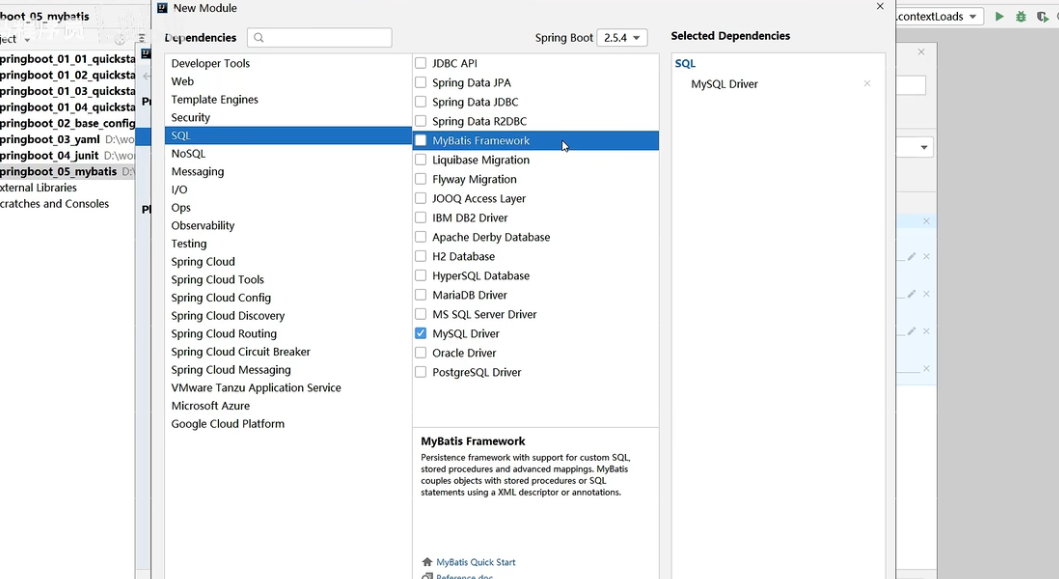 New Module
boot_05_mybatis
.contextLoads
ject
Dependencies
Spring Boot 2.5.4
Selected Dependencies
pringboot_01_01_quicksta
pringboot_01_02_quicksta
pringboot_01_03_quicksta
pringboot_01_04_quicksta
pringboot_02_base_config
pringboot_03_yaml D:\wo
pringboot_04_junit D:\wo
pringboot_05_mybatis D:\
xternal Libraries
cratches and Consoles
Developer Tools
Web
Template Engines
Security
SQL
NoSQL
Messaging
I/O
Ops
Observability
Testing
Spring Cloud
Spring Cloud Tools
Spring Cloud Config
Spring Cloud Discovery
Spring Cloud Routing
Spring Cloud Circuit Breaker
Spring Cloud Messaging
VMware Tanzu Application Service
Microsoft Azure
Google Cloud Platform
JDBC API
Spring Data JPA
Spring Data JDBC
Spring Data R2DBC
MyBatis Framework
Liquibase Migration
Flyway Migration
JOOQ Access Layer
IBM DB2 Driver
Apache Derby Database
H2 Database
HyperSQL Database
MariaDB Driver
MS SQL Server Driver
MySQL Driver
Oracle Driver
PostgreSQL Driver
MyBatis Framework
Persistence framework with support for custom SQL,
stored procedures and advanced mappings. MyBatis
couples objects with stored procedures or SQL
statements using a XML descriptor or annotations.
MyBatis Quick Start
Reference doc
SQL
MySQL Driver